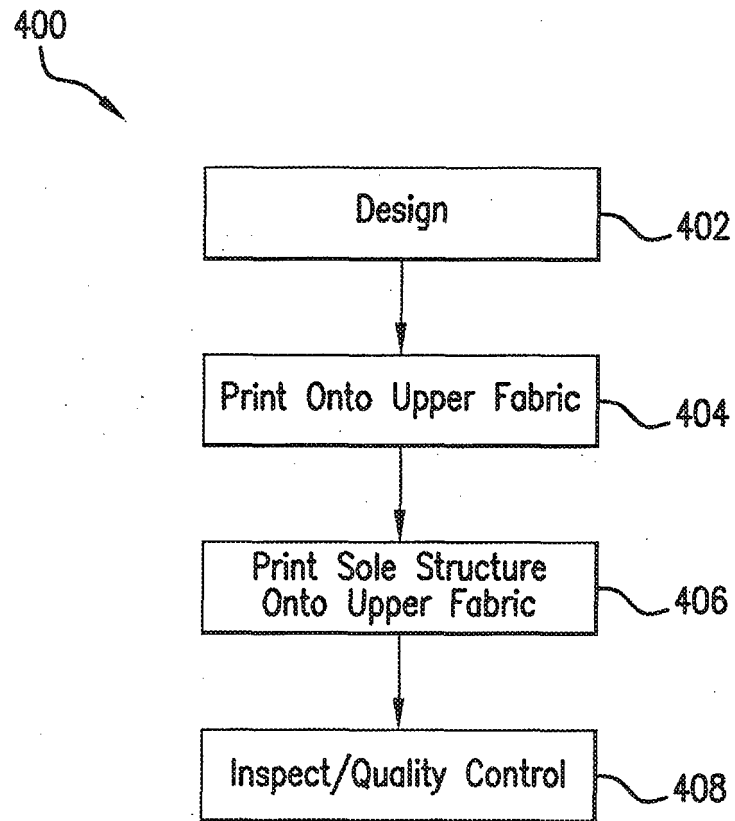 400
Design
402
Print Onto Upper Fabric
404
Print Sole Structure
Onto Upper Fabric
406
Inspect/Quality Control
408